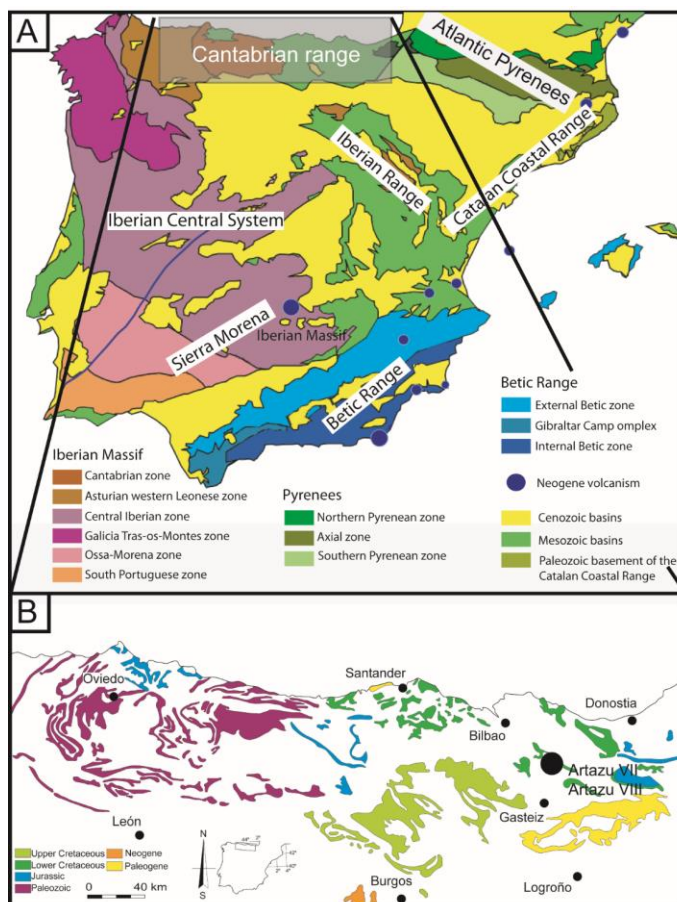 A
Cantabrian range
Atlantic Pyrenees
Iberian Range
Catalan Coastal Range
Iberian Central System
Sierra Morena
Iberian Massif
Betic Range
Betic Range
External Betic zone
Gibraltar Camp omplex
Internal Betic zone
Neogene volcanism
Iberian Massif
Cantabrian zone
Asturian western Leonese zone
Central Iberian zone
Galicia Tras-os-Montes zone
Ossa-Morena zone
South Portuguese zone
Pyrenees
Northern Pyrenean zone
Axial zone
Southern Pyrenean zone
Cenozoic basins
Mesozoic basins
Paleozoic basement of the
Catalan Coastal Range
B
Oviedo
Santander
Bilbao
Donostia
Artazu VII
Artazu VIII
Gasteiz
León
Burgos
Logroño
Upper Cretaceous
Lower Cretaceous
Jurassic
Paleozoic
Neogene
Paleogene
0 40 km
N
S